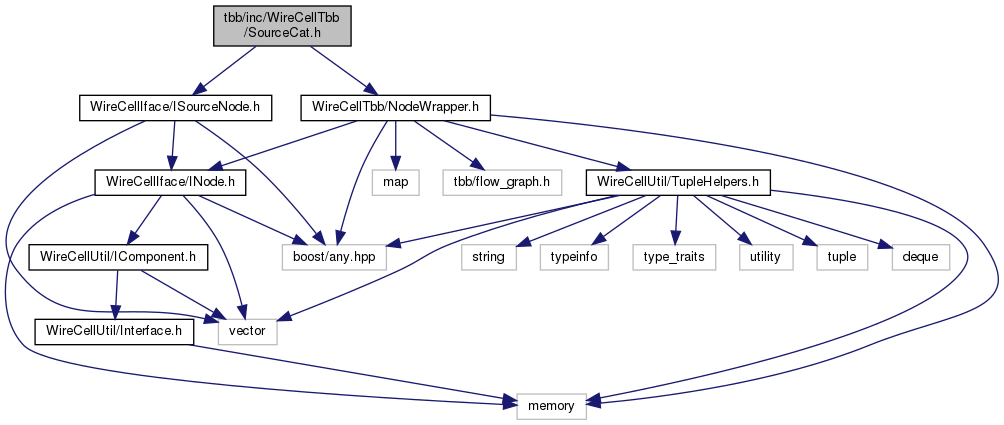 tbb/inc/WireCellTbb
/SourceCat.h
WireCellIface/ISourceNode.h
WireCellTbb/NodeWrapper.h
WireCellIface/INode.h
map
tbb/flow_graph.h
WireCellUtil/TupleHelpers.h
WireCellUtil/IComponent.h
boost/any.hpp
string
typeinfo
type_traits
utility
tuple
deque
WireCellUtil/Interface.h
vector
memory